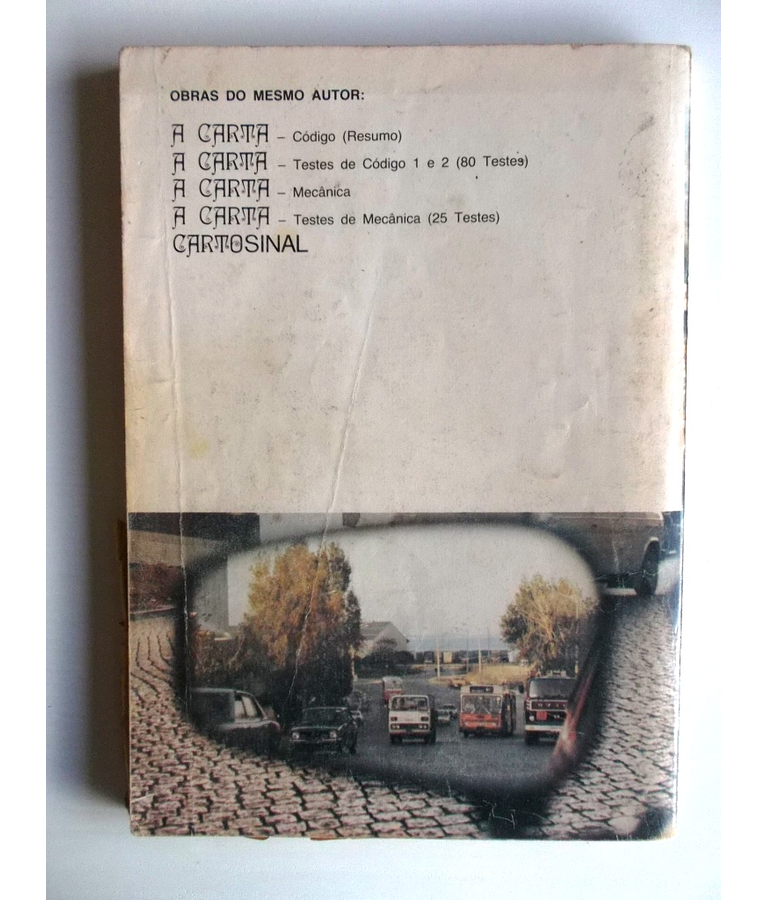 OBRAS DO MESMO AUTOR:
A CARTA – Código (Resumo)
A CARTA – Testes de Código 1 e 2 (80 Testes)
A CARTA – Mecânica
A CARTA – Testes de Mecânica (25 Testes)
CARTOSINAL